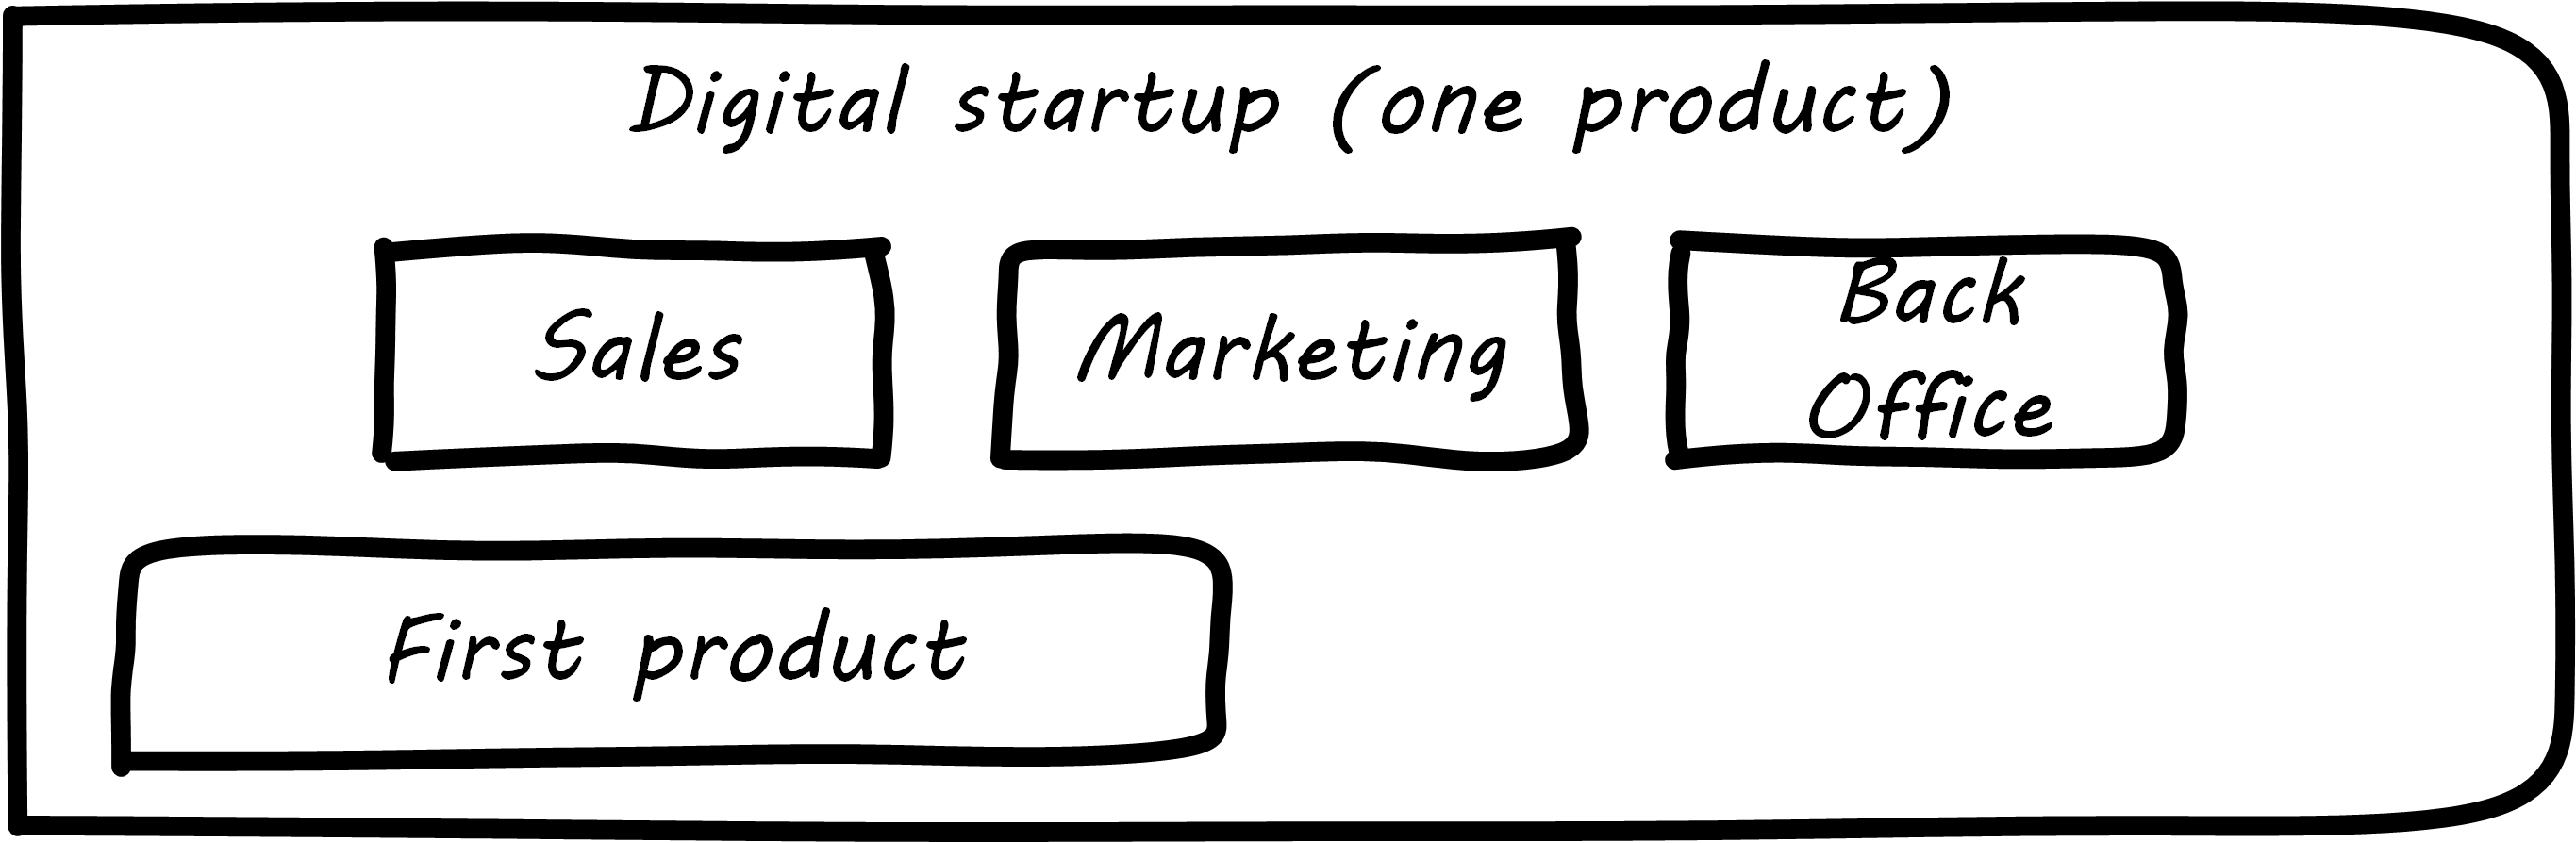 Digital startup (one product)
Sales
Marketing
Back
Office
First product